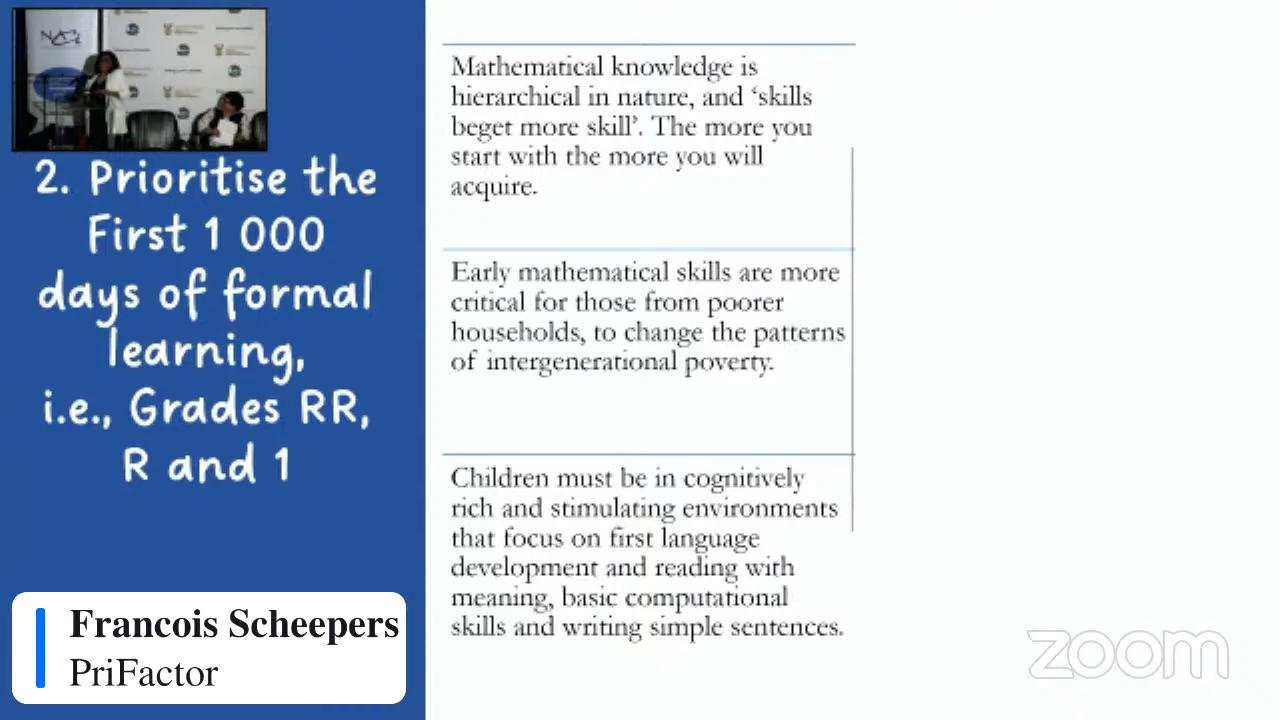 NACI
2. Prioritise the
First 1 000
days of formal
learning,
i.e., Grades RR,
R and 1
Mathematical knowledge is
hierarchical in nature, and ‘skills
beget more skill’. The more you
start with the more you will
acquire.
Early mathematical skills are more
critical for those from poorer
households, to change the patterns
of intergenerational poverty.
Children must be in cognitively
rich and stimulating environments
that focus on first language
development and reading with
meaning, basic computational
skills and writing simple sentences.
Francois Scheepers
PriFactor
zoom